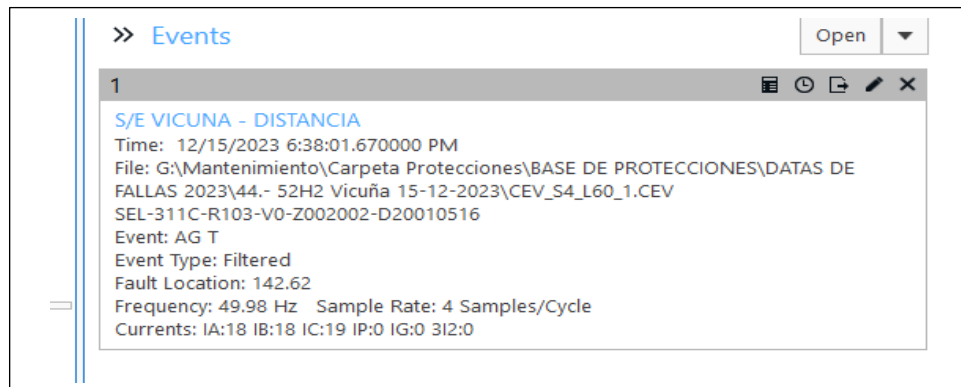 Events
Open
1
S/E VICUNA - DISTANCIA
Time: 12/15/2023 6:38:01.670000 PM
File: G:\Mantenimiento\Carpeta Protecciones\BASE DE PROTECCIONES\DATAS DE
FALLAS 2023\44.- 52H2 Vicuña 15-12-2023\CEV_S4_L60_1.CEV
SEL-311C-R103-V0-Z002002-D20010516
Event: AG T
Event Type: Filtered
Fault Location: 142.62
Frequency: 49.98 Hz Sample Rate: 4 Samples/Cycle
Currents: IA:18 IB:18 IC:19 IP:0 IG:0 3I2:0